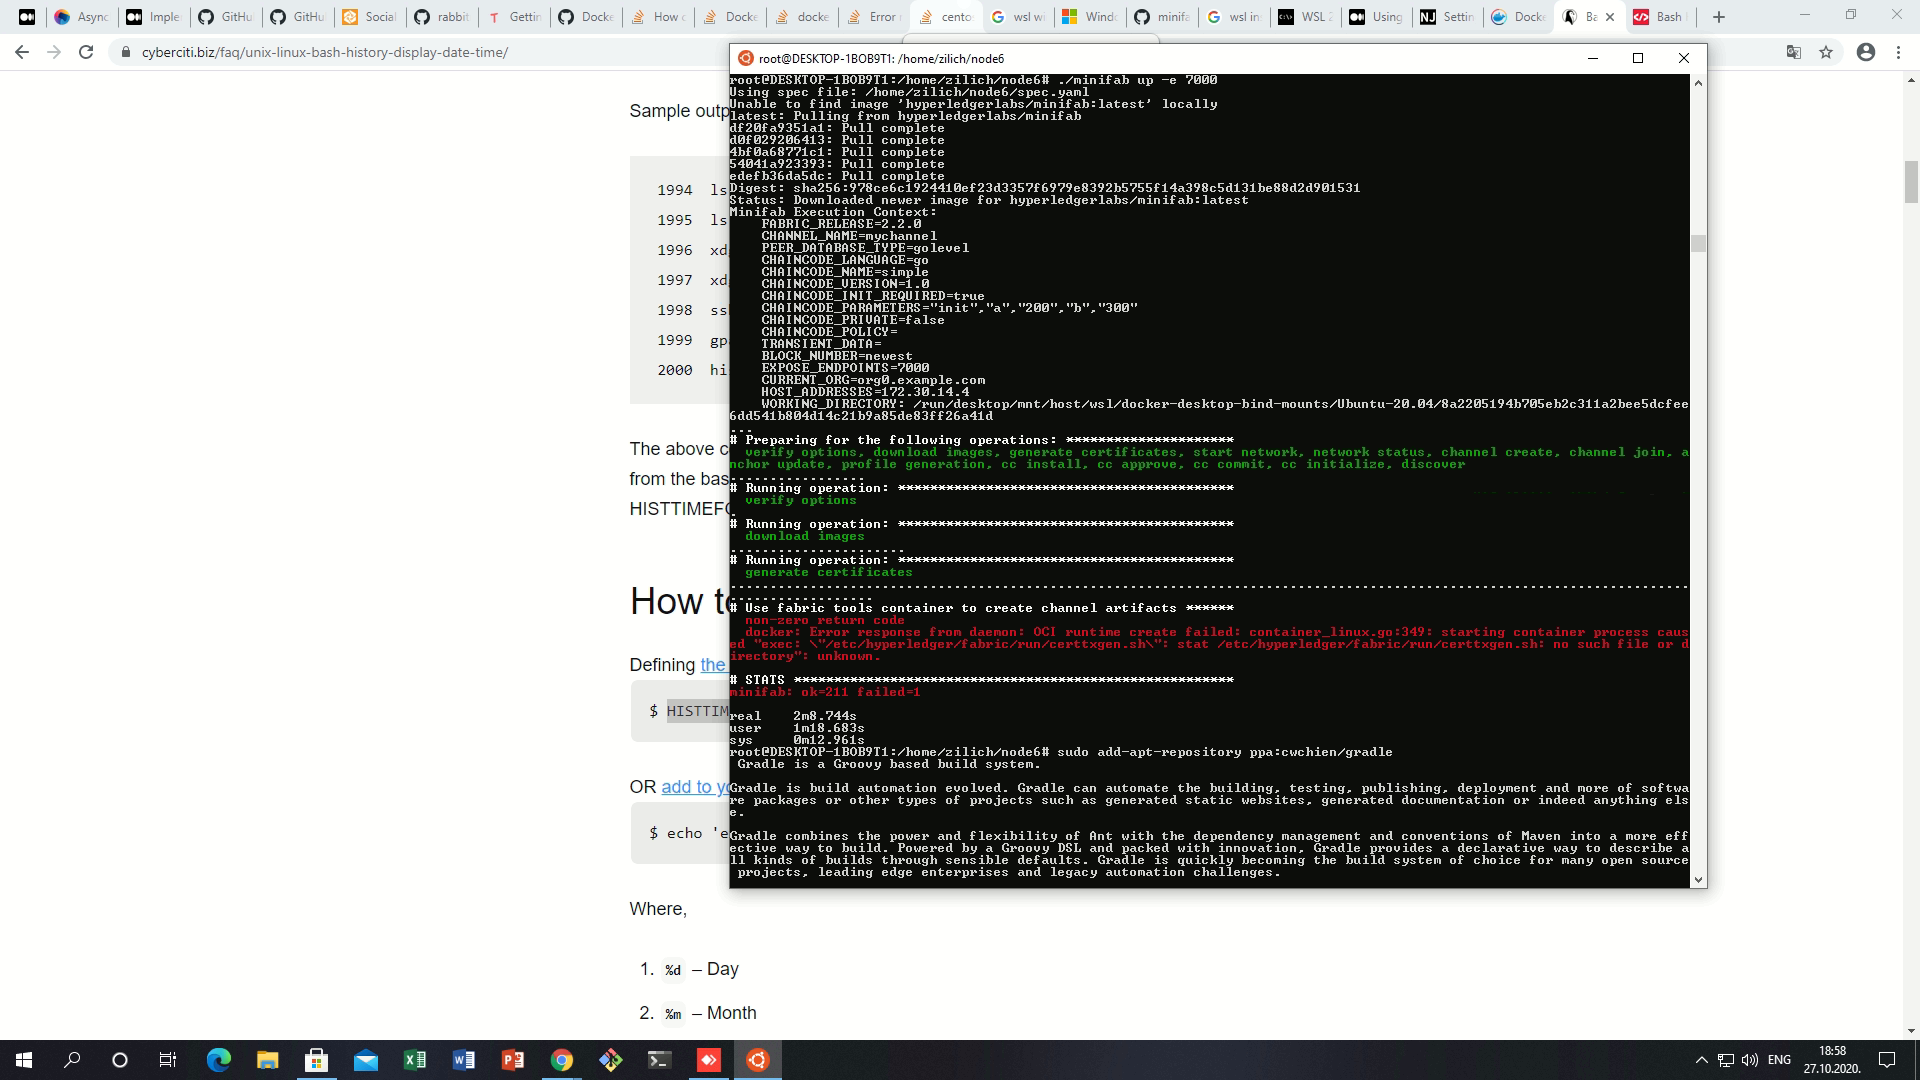 Async
Imple
GitHu
GitHu
Social
rabbit
Gettin
Docke
How
Docke
docke
Error
cento
wsl wi
Windo
minifa
wsl in
WSL 2
Using
Settin
Docke
Ba
Bash
cyberciti.biz/faq/unix-linux-bash-history-display-date-time/
Sample outp
1994 ls
1995 ls
1996 xd
1997 xd
1998 ss
1999 gp
2000 hi
The above c
from the bas
HISTTIMEFO
How to
Defining the
$ HISTTIM
OR add to yo
$ echo 'e
Where,
1. %d – Day
2. %m – Month
root@DESKTOP-1BOB9T1: /home/zilich/node6
root@DESKTOP-1BOB9T1:/home/zilich/node6# ./minifab up -e 7000
Using spec file: /home/zilich/node6/spec.yaml
Unable to find image 'hyperledgerlabs/minifab:latest' locally
latest: Pulling from hyperledgerlabs/minifab
df20fa9351a1: Pull complete
d0f029206413: Pull complete
4bf0a68771c1: Pull complete
54041a923393: Pull complete
edefb36da5dc: Pull complete
Digest: sha256:978ce6c1924410ef23d3357f6979e8392b5755f14a398c5d131be88d2d901531
Status: Downloaded newer image for hyperledgerlabs/minifab:latest
Minifab Execution Context:
FABRIC_RELEASE=2.2.0
CHANNEL_NAME=mychannel
PEER_DATABASE_TYPE=golevel
CHAINCODE_LANGUAGE=go
CHAINCODE_NAME=simple
CHAINCODE_VERSION=1.0
CHAINCODE_INIT_REQUIRED=true
CHAINCODE_PARAMETERS="init","a","200","b","300"
CHAINCODE_PRIVATE=false
CHAINCODE_POLICY=
TRANSIENT_DATA=
BLOCK_NUMBER=newest
EXPOSE_ENDPOINTS=7000
CURRENT_ORG=org0.example.com
HOST_ADDRESSES=172.30.14.4
WORKING_DIRECTORY: /run/desktop/mnt/host/wsl/docker-desktop-bind-mounts/Ubuntu-20.04/8a2205194b705eb2c311a2bee5dcfee
6dd541b804d14c21b9a85de83ff26a41d
...
# Preparing for the following operations: *********************
verify options, download images, generate certificates, start network, network status, channel create, channel join, a
nchor update, profile generation, cc install, cc approve, cc commit, cc initialize, discover
.................
# Running operation: ******************************************
verify options
.
# Running operation: ******************************************
download images
......................
# Running operation: ******************************************
generate certificates
........................................................................................................................
..................
# Use fabric tools container to create channel artifacts ******
non-zero return code
docker: Error response from daemon: OCI runtime create failed: container_linux.go:349: starting container process caus
ed "exec: \"/etc/hyperledger/fabric/run/certtxgen.sh\": stat /etc/hyperledger/fabric/run/certtxgen.sh: no such file or d
irectory": unknown.
# STATS *******************************************************
minifab: ok=211 failed=1
real 2m8.744s
user 1m18.683s
sys 0m12.961s
root@DESKTOP-1BOB9T1:/home/zilich/node6# sudo add-apt-repository ppa:cwchien/gradle
Gradle is a Groovy based build system.
Gradle is build automation evolved. Gradle can automate the building, testing, publishing, deployment and more of softwa
re packages or other types of projects such as generated static websites, generated documentation or indeed anything els
e.
Gradle combines the power and flexibility of Ant with the dependency management and conventions of Maven into a more eff
ective way to build. Powered by a Groovy DSL and packed with innovation, Gradle provides a declarative way to describe a
ll kinds of builds through sensible defaults. Gradle is quickly becoming the build system of choice for many open source
projects, leading edge enterprises and legacy automation challenges.
ENG
18:58
27.10.2020.